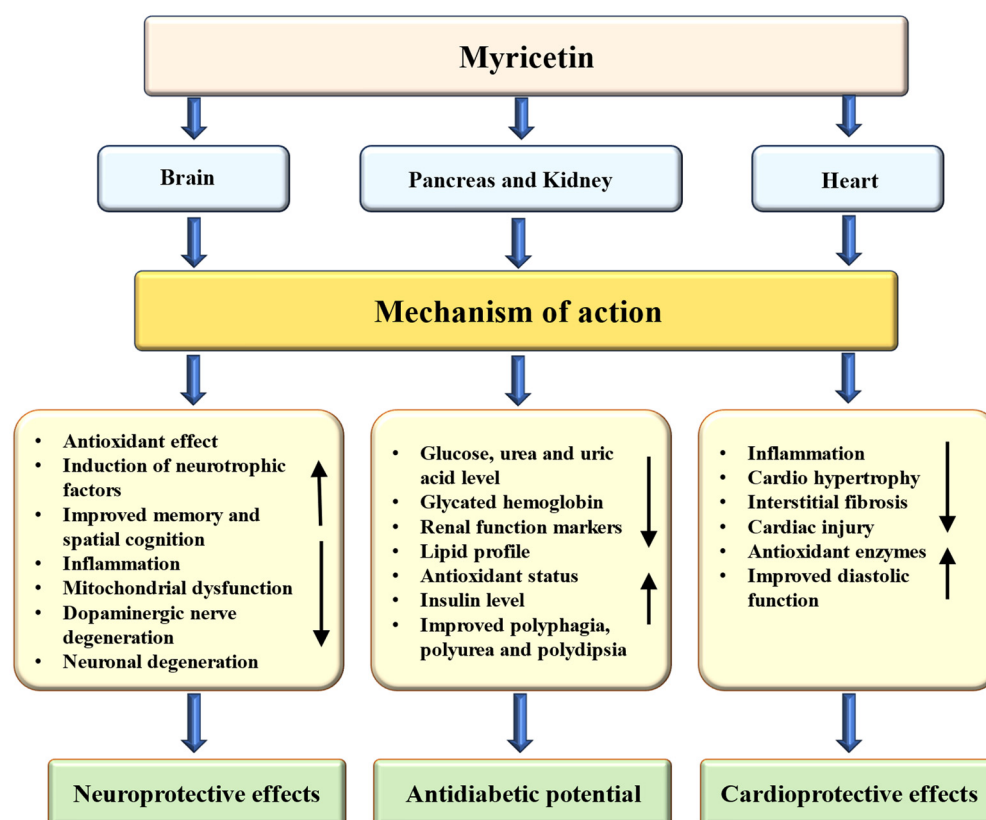 Myricetin
Brain
Pancreas and Kidney
Heart
Mechanism of action
• Antioxidant effect
• Induction of neurotrophic
factors
• Improved memory and
spatial cognition
• Inflammation
• Mitochondrial dysfunction
• Dopaminergic nerve
degeneration
• Neuronal degeneration
• Glucose, urea and uric
acid level
• Glycated hemoglobin
• Renal function markers
• Lipid profile
• Antioxidant status
• Insulin level
• Improved polyphagia,
polyurea and polydipsia
• Inflammation
• Cardio hypertrophy
• Interstitial fibrosis
• Cardiac injury
• Antioxidant enzymes
• Improved diastolic
function
Neuroprotective effects
Antidiabetic potential
Cardioprotective effects